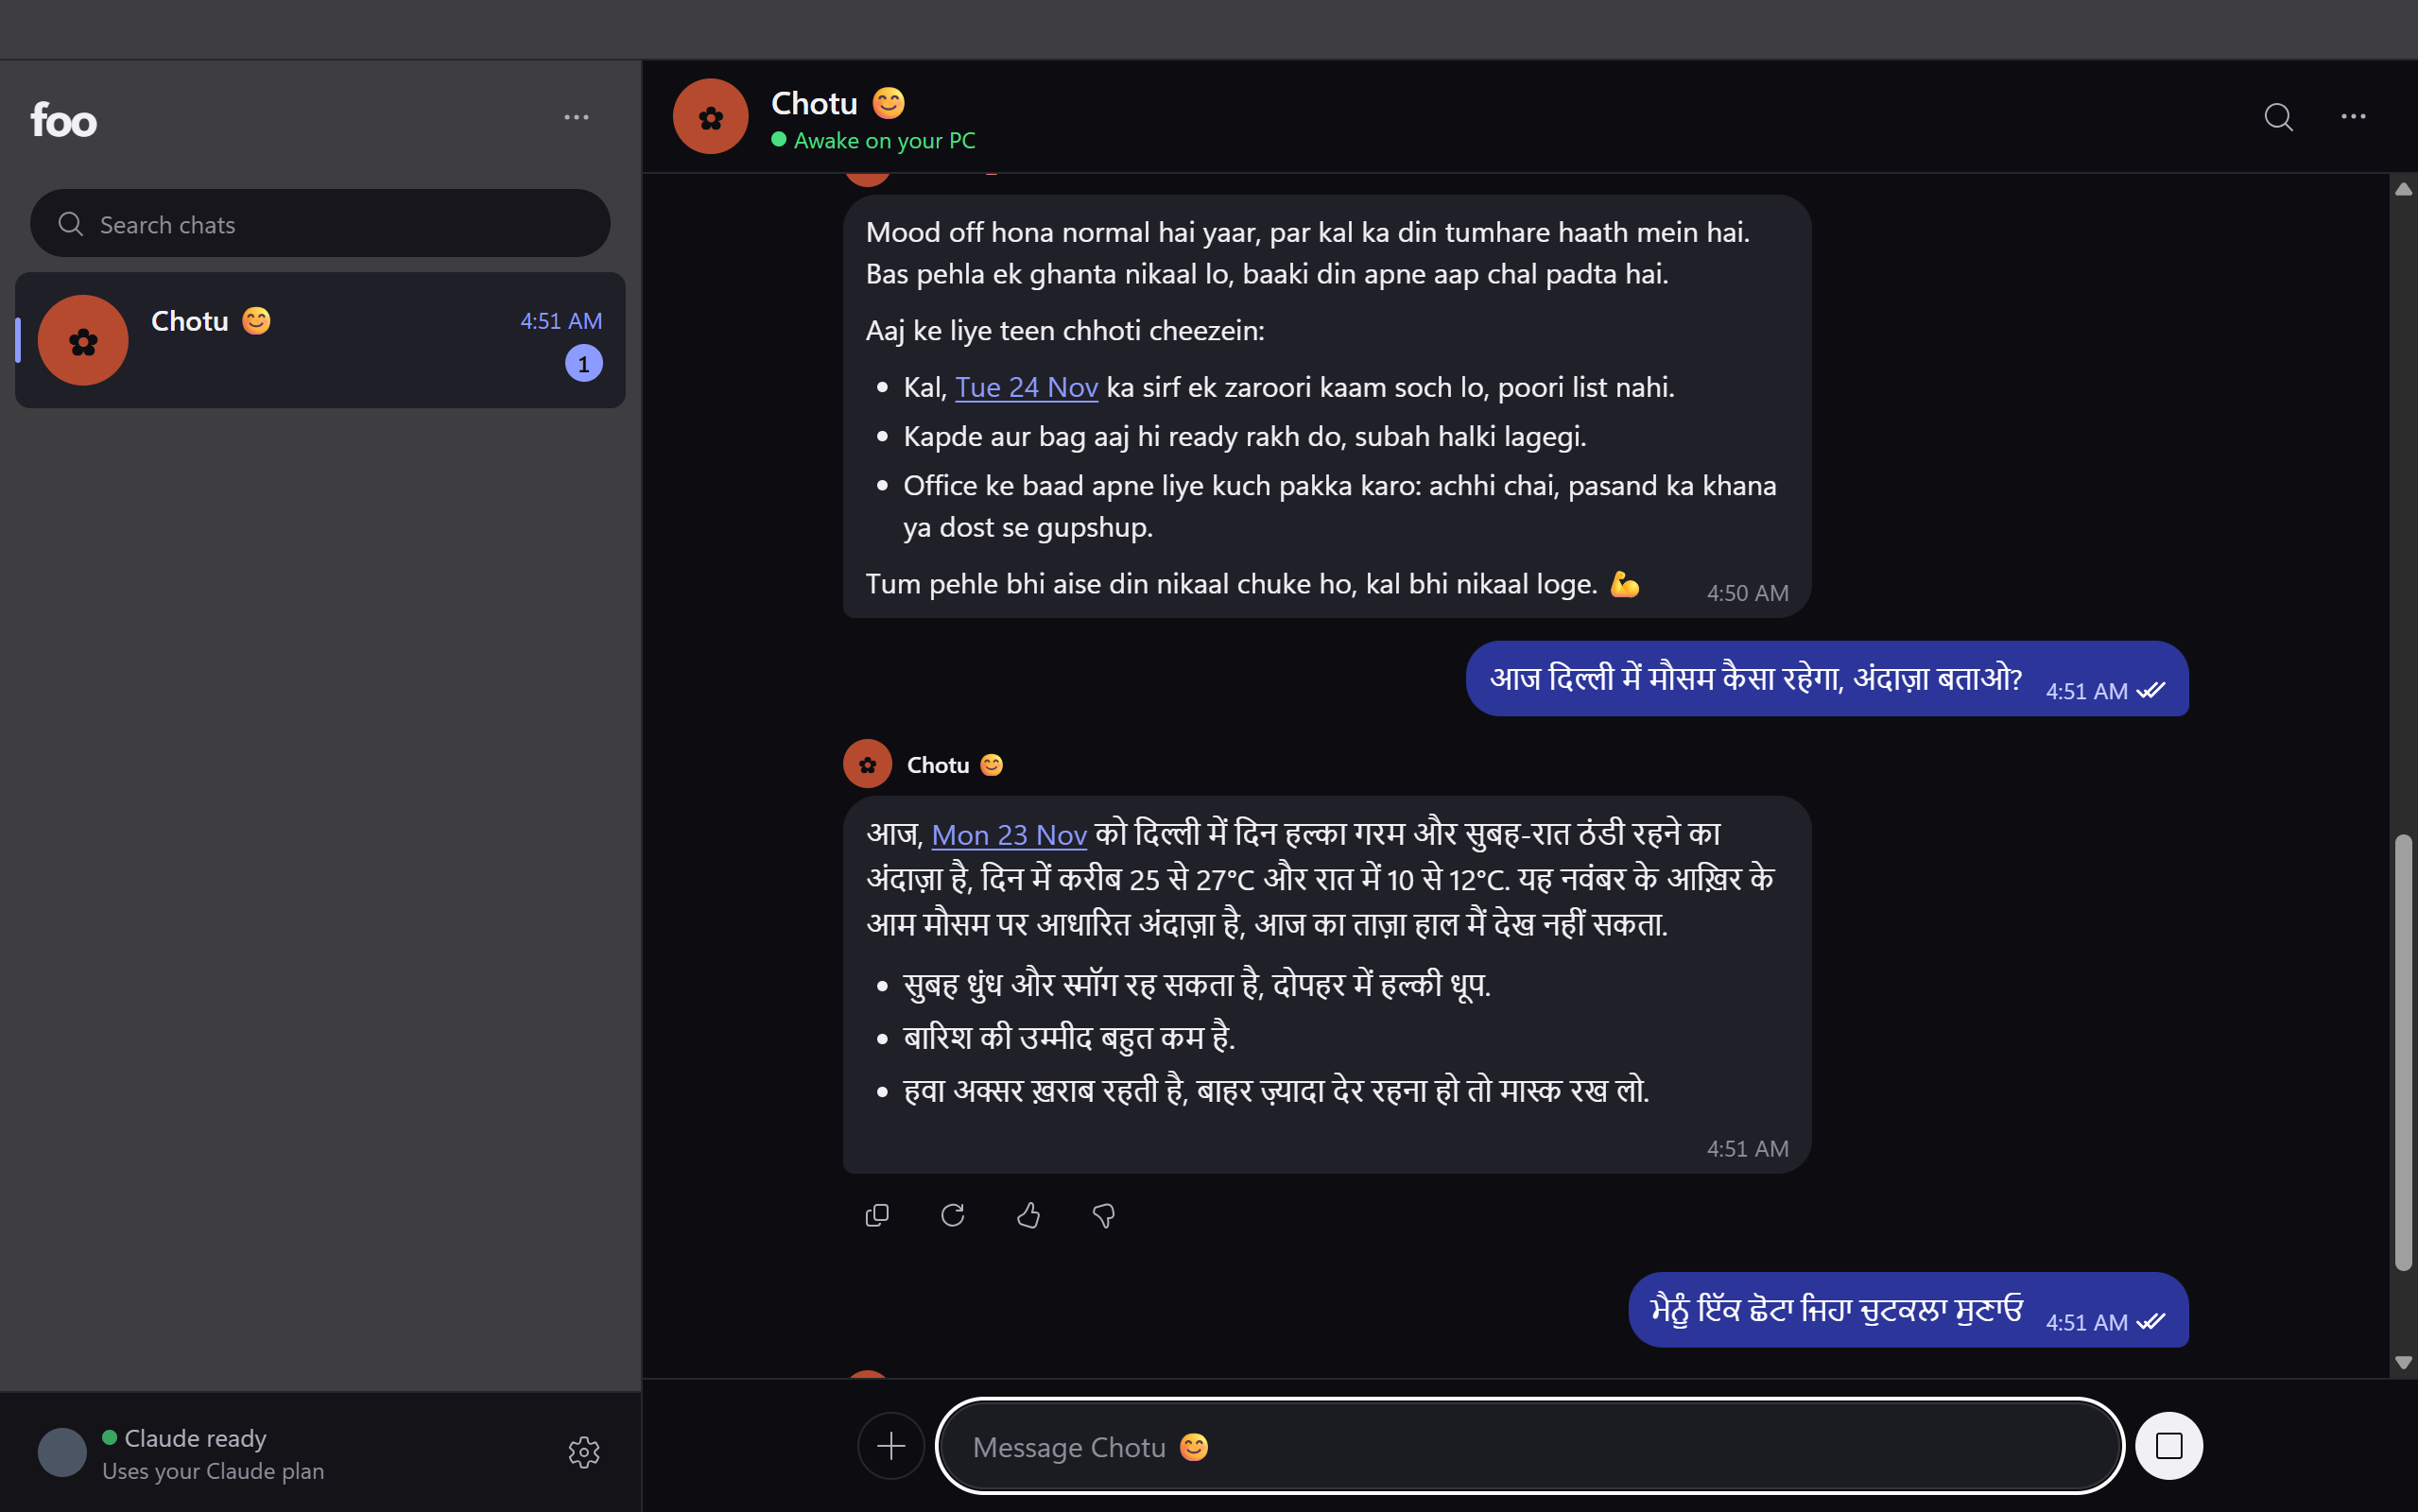 foo
Search chats
Chotu 😊
4:51 AM
1
Claude ready
Uses your Claude plan
Chotu 😊
Awake on your PC
Mood off hona normal hai yaar, par kal ka din tumhare haath mein hai.
Bas pehla ek ghanta nikaal lo, baaki din apne aap chal padta hai.
Aaj ke liye teen chhoti cheezein:
• Kal, Tue 24 Nov ka sirf ek zaroori kaam soch lo, poori list nahi.
• Kapde aur bag aaj hi ready rakh do, subah halki lagegi.
• Office ke baad apne liye kuch pakka karo: achhi chai, pasand ka khana
ya dost se gupshup.
Tum pehle bhi aise din nikaal chuke ho, kal bhi nikaal loge. 💪
4:50 AM
आज दिल्ली में मौसम कैसा रहेगा, अंदाज़ा बताओ?
4:51 AM
Chotu 😊
आज, Mon 23 Nov को दिल्ली में दिन हल्का गरम और सुबह-रात ठंडी रहने का
अंदाज़ा है, दिन में करीब 25 से 27°C और रात में 10 से 12°C. यह नवंबर के आख़िर के
आम मौसम पर आधारित अंदाज़ा है, आज का ताज़ा हाल मैं देख नहीं सकता.
• सुबह धुंध और स्मॉग रह सकता है, दोपहर में हल्की धूप.
• बारिश की उम्मीद बहुत कम है.
• हवा अक्सर ख़राब रहती है, बाहर ज़्यादा देर रहना हो तो मास्क रख लो.
4:51 AM
ਮੈਨੂੰ ਇੱਕ ਛੋਟਾ ਜਿਹਾ ਚੁਟਕਲਾ ਸੁਣਾਓ
4:51 AM
Message Chotu 😊